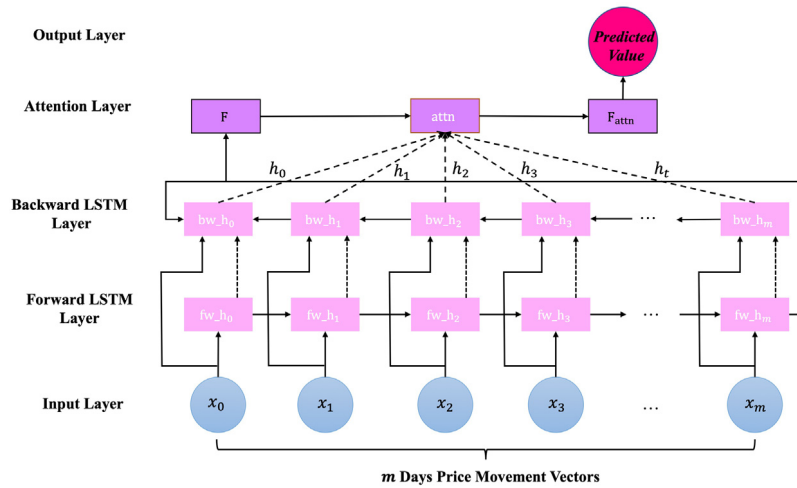 Output Layer
Predicted
Value
Attention Layer
F
attn
F_attn
h_0
h_1
h_2
h_3
h_t
Backward LSTM
Layer
bw_h_0
bw_h_1
bw_h_2
bw_h_3
...
bw_h_m
Forward LSTM
Layer
fw_h_0
fw_h_1
fw_h_2
fw_h_3
...
fw_h_m
Input Layer
x_0
x_1
x_2
x_3
...
x_m
m Days Price Movement Vectors